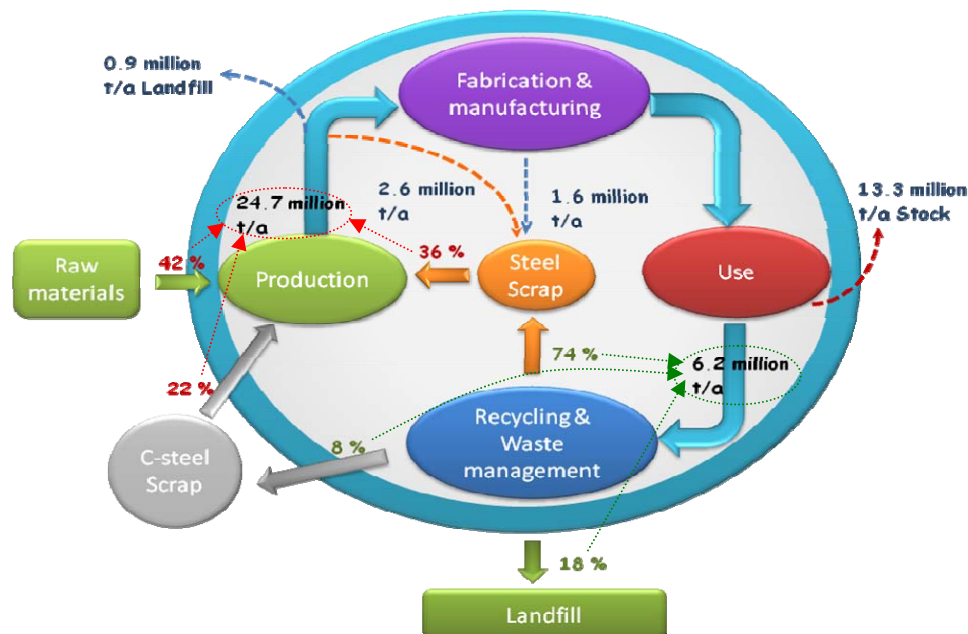 0.9 million
t/a Landfill
Fabrication &
manufacturing
24.7 million
t/a
2.6 million
t/a
1.6 million
t/a
13.3 million
t/a Stock
Raw
materials
42 %
Production
36 %
Steel
Scrap
Use
22 %
74 %
6.2 million
t/a
C-steel
Scrap
8 %
Recycling &
Waste
management
18 %
Landfill